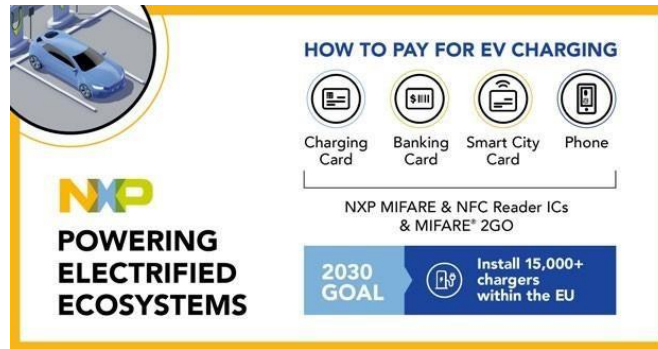 HOW TO PAY FOR EV CHARGING
Charging
Card
Banking
Card
Smart City
Card
Phone
NXP MIFARE & NFC Reader ICs
& MIFARE® 2GO
NXP
POWERING
ELECTRIFIED
ECOSYSTEMS
2030
GOAL
Install 15,000+
chargers
within the EU